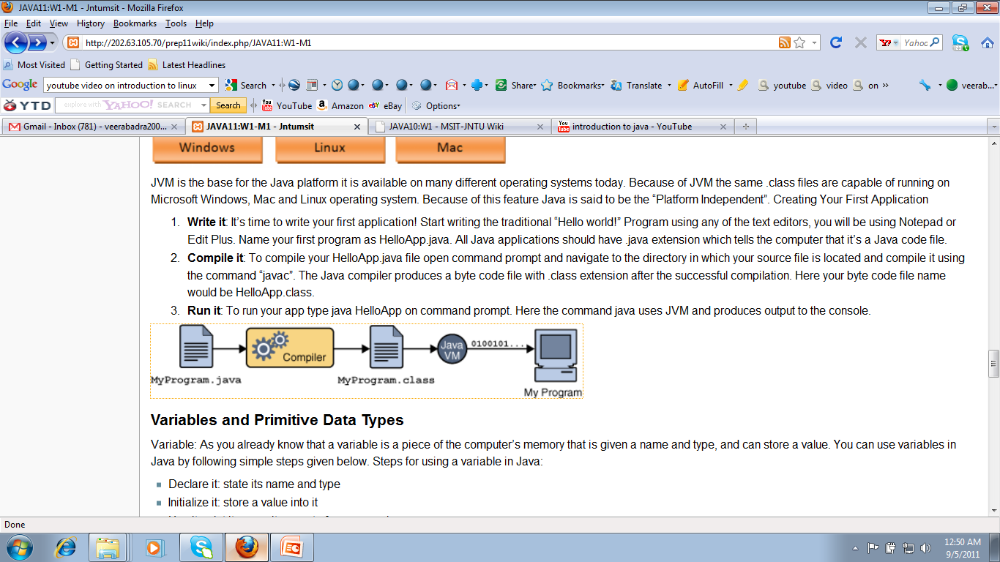 JAVA11:W1-M1 - Jntumsit - Mozilla Firefox
File Edit View History Bookmarks Tools Help
http://202.63.105.70/prep11wiki/index.php/JAVA11:W1-M1
Yahoo
Most Visited Getting Started Latest Headlines
Google youtube video on introduction to linux Search Share Bookmarks Translate AutoFill youtube video on » veerab...
YTD explore with YAHOO! SEARCH Search YouTube Amazon eBay Options
Gmail - Inbox (781) - veerabadra200... JAVA11:W1-M1 - Jntumsit JAVA10:W1 - MSIT-JNTU Wiki introduction to java - YouTube
Windows Linux Mac
JVM is the base for the Java platform it is available on many different operating systems today. Because of JVM the same .class files are capable of running on
Microsoft Windows, Mac and Linux operating system. Because of this feature Java is said to be the “Platform Independent”. Creating Your First Application
1. Write it: It’s time to write your first application! Start writing the traditional “Hello world!” Program using any of the text editors, you will be using Notepad or
Edit Plus. Name your first program as HelloApp.java. All Java applications should have .java extension which tells the computer that it’s a Java code file.
2. Compile it: To compile your HelloApp.java file open command prompt and navigate to the directory in which your source file is located and compile it using
the command “javac”. The Java compiler produces a byte code file with .class extension after the successful compilation. Here your byte code file name
would be HelloApp.class.
3. Run it: To run your app type java HelloApp on command prompt. Here the command java uses JVM and produces output to the console.
Compiler
Java
VM
0100101...
MyProgram.java
MyProgram.class
My Program
Variables and Primitive Data Types
Variable: As you already know that a variable is a piece of the computer’s memory that is given a name and type, and can store a value. You can use variables in
Java by following simple steps given below. Steps for using a variable in Java:
Declare it: state its name and type
Initialize it: store a value into it
Done
12:50 AM
9/5/2011